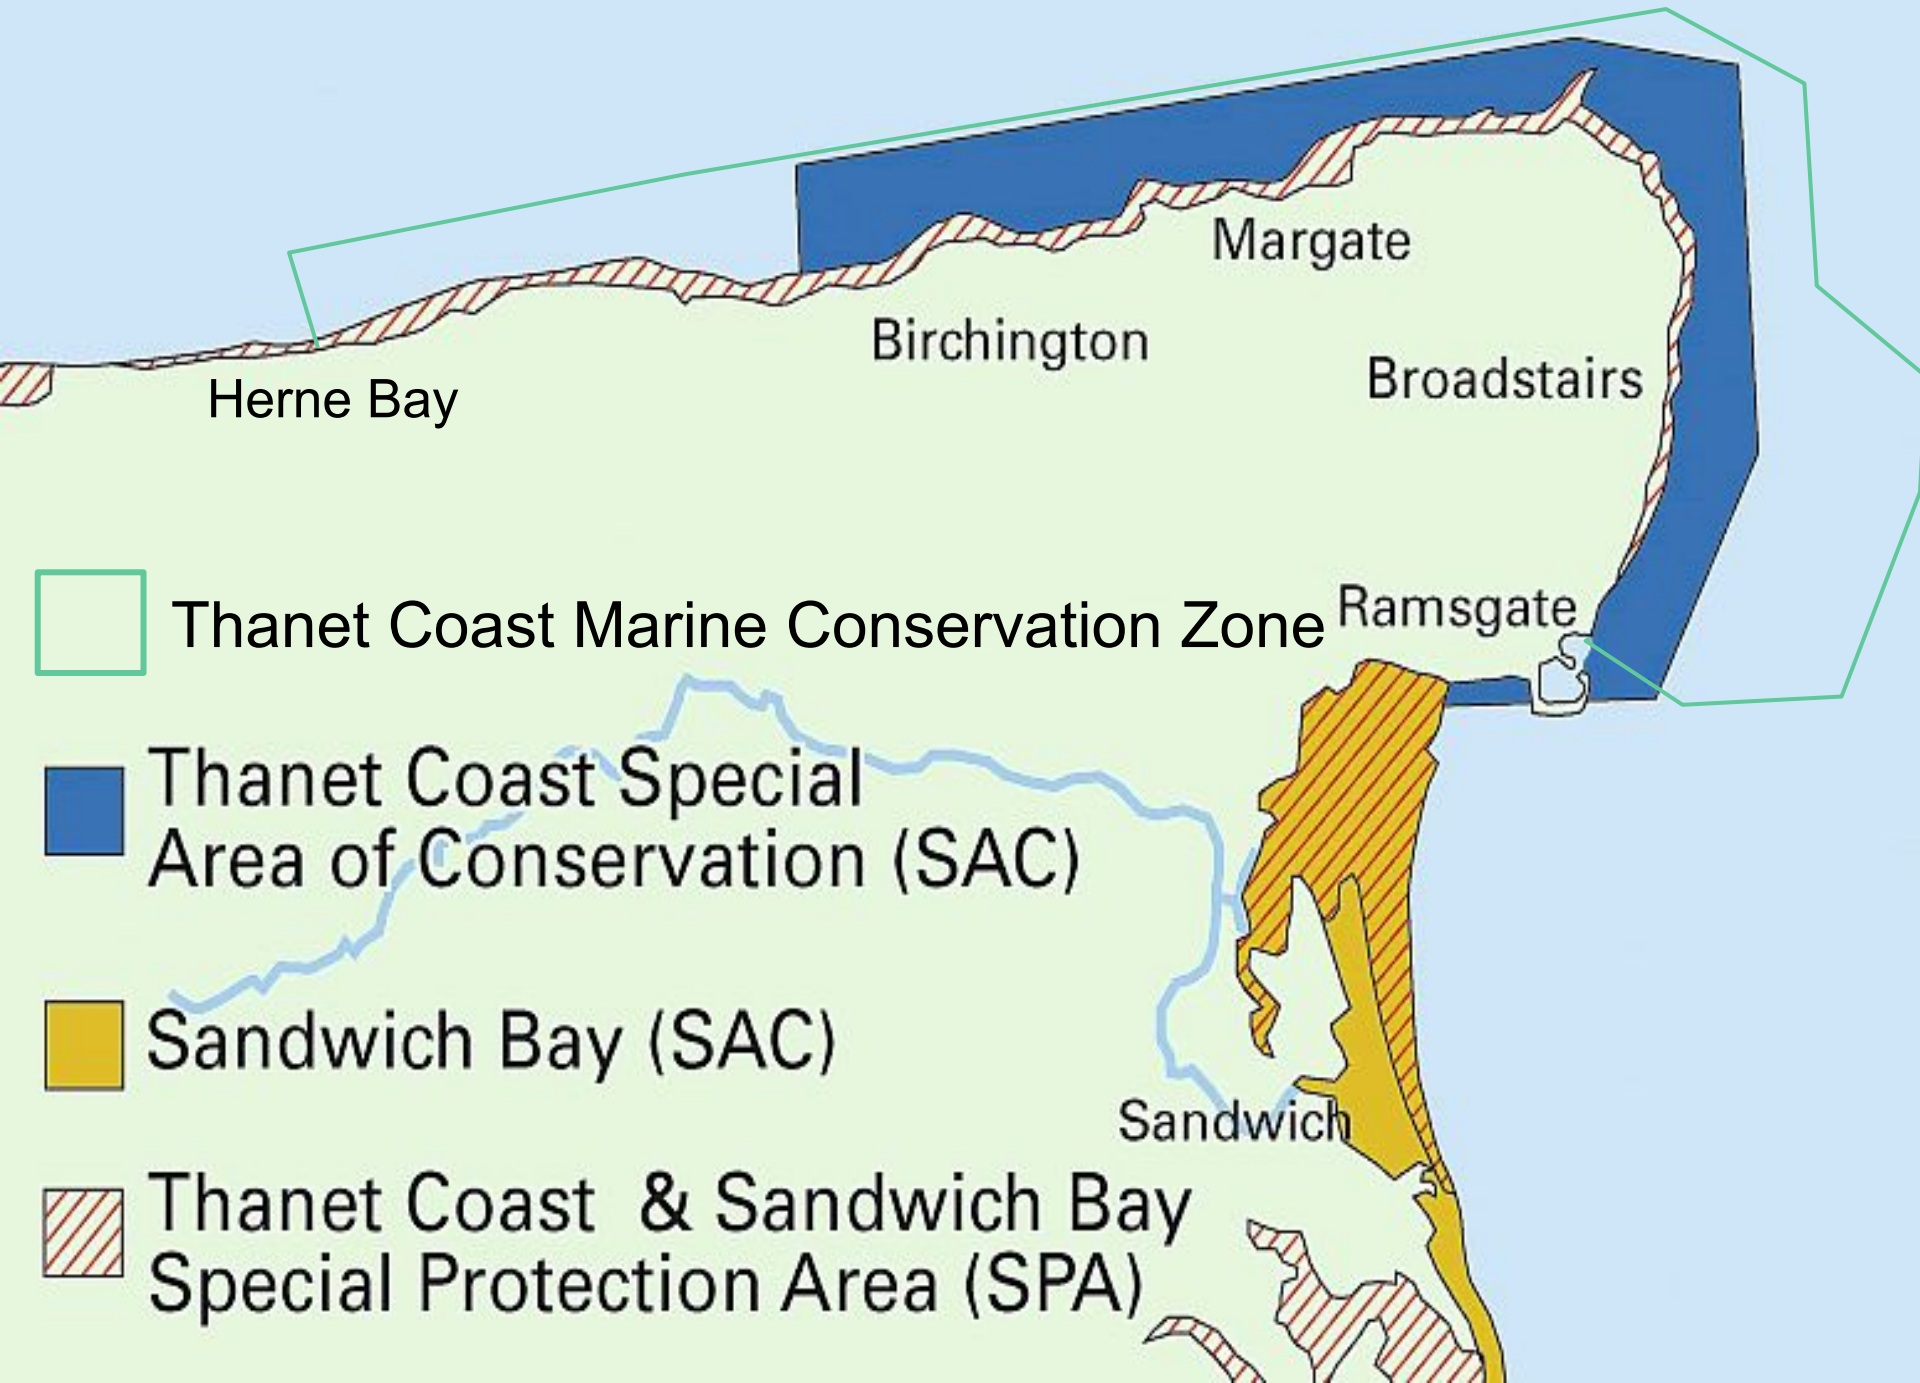 Margate
Birchington
Broadstairs
Herne Bay
Ramsgate
Thanet Coast Marine Conservation Zone
Thanet Coast Special
Area of Conservation (SAC)
Sandwich Bay (SAC)
Sandwich
Thanet Coast & Sandwich Bay
Special Protection Area (SPA)